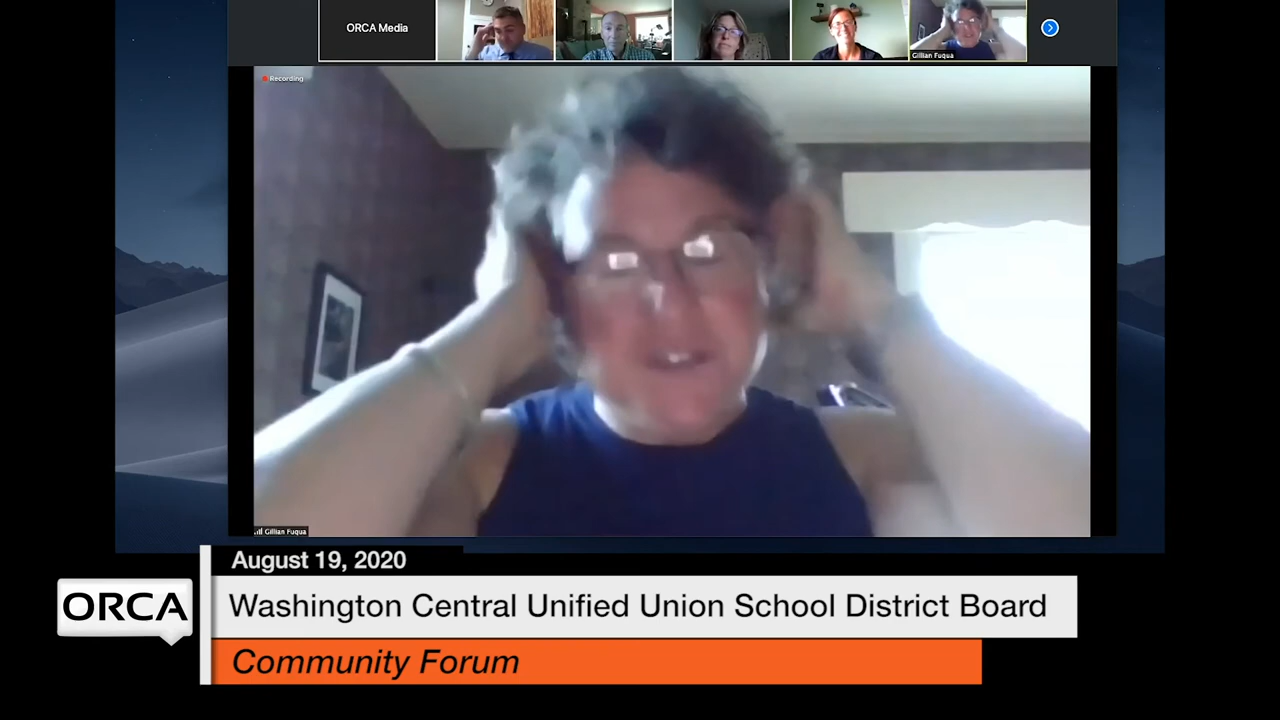 ORCA Media
Gillian Fuqua
Recording
Gillian Fuqua
August 19, 2020
ORCA
Washington Central Unified Union School District Board
Community Forum